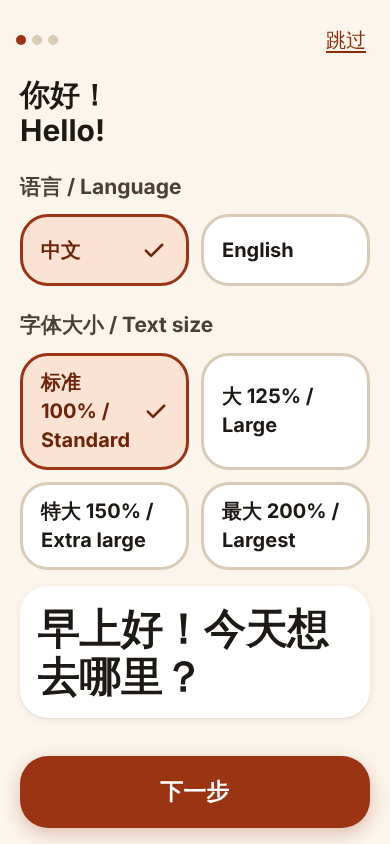 跳过
你好！
Hello!
语言 / Language
中文
English
字体大小 / Text size
标准
100% /
Standard
大 125% /
Large
特大 150% /
Extra large
最大 200% /
Largest
早上好！今天想
去哪里？
下一步